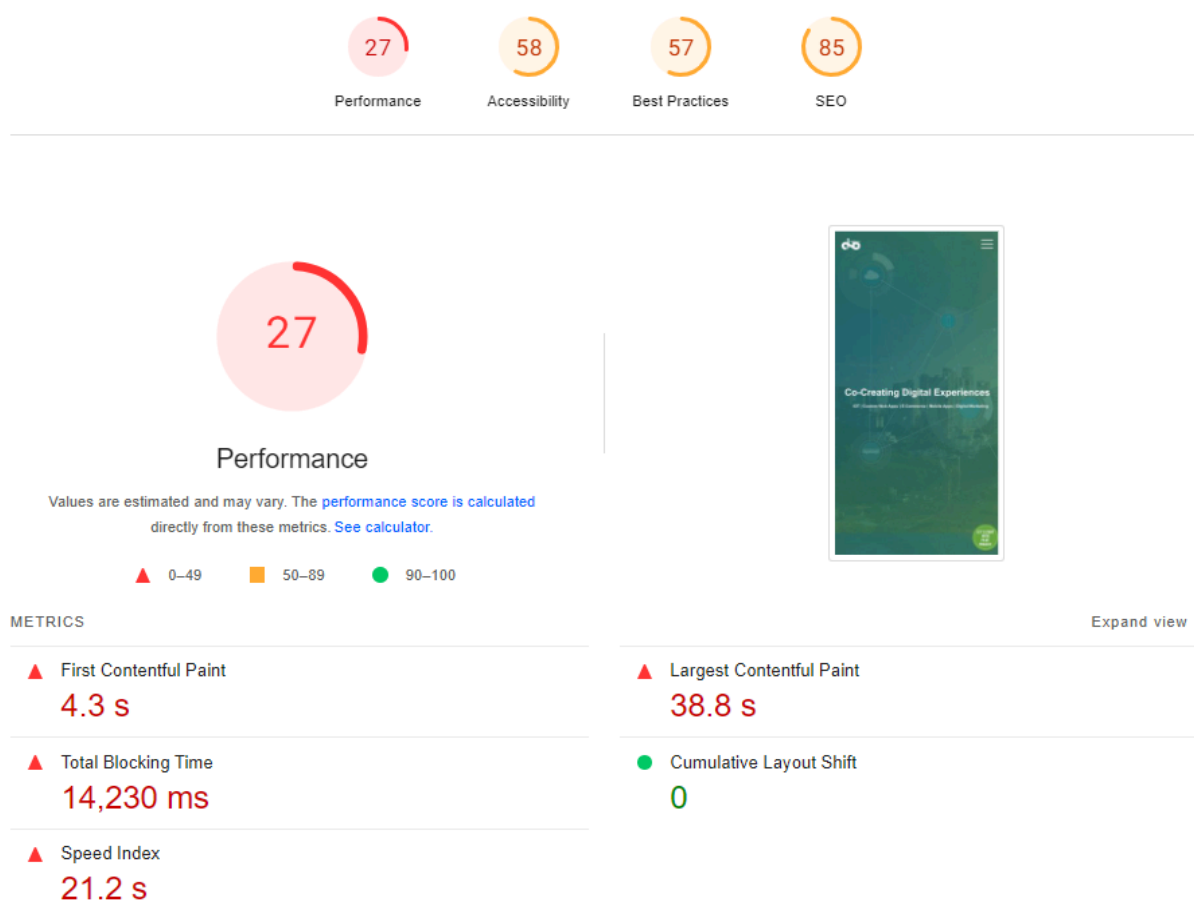 27
58
57
85
Performance
Accessibility
Best Practices
SEO
27
Performance
Values are estimated and may vary. The performance score is calculated
directly from these metrics. See calculator.
0–49
50–89
90–100
Co-Creating Digital Experiences
METRICS
Expand view
First Contentful Paint
4.3 s
Largest Contentful Paint
38.8 s
Total Blocking Time
14,230 ms
Cumulative Layout Shift
0
Speed Index
21.2 s